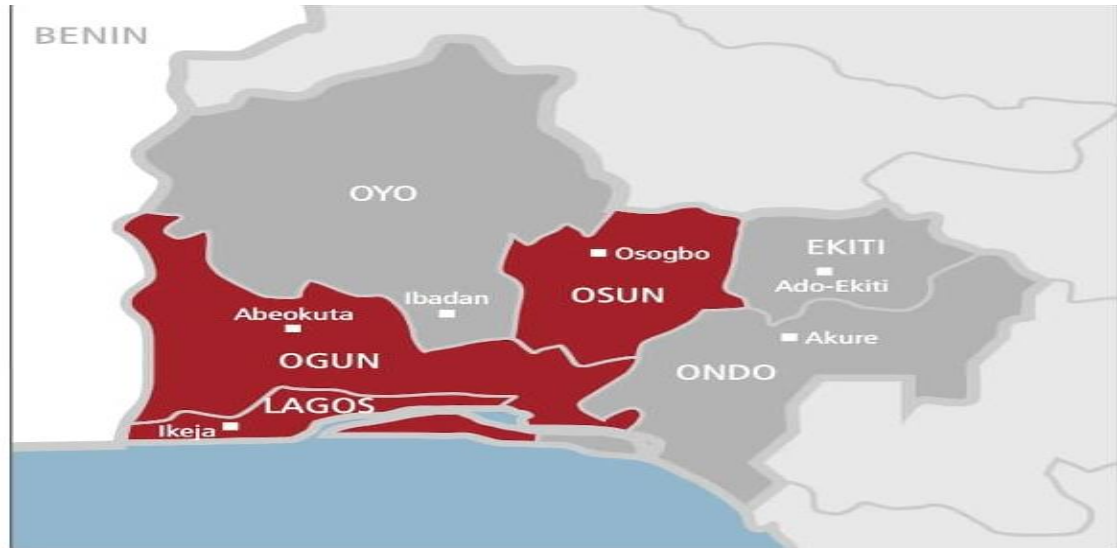 BENIN
OYO
EKITI
Osogbo
Ado-Ekiti
OSUN
Ibadan
Abeokuta
Akure
OGUN
ONDO
LAGOS
Ikeja